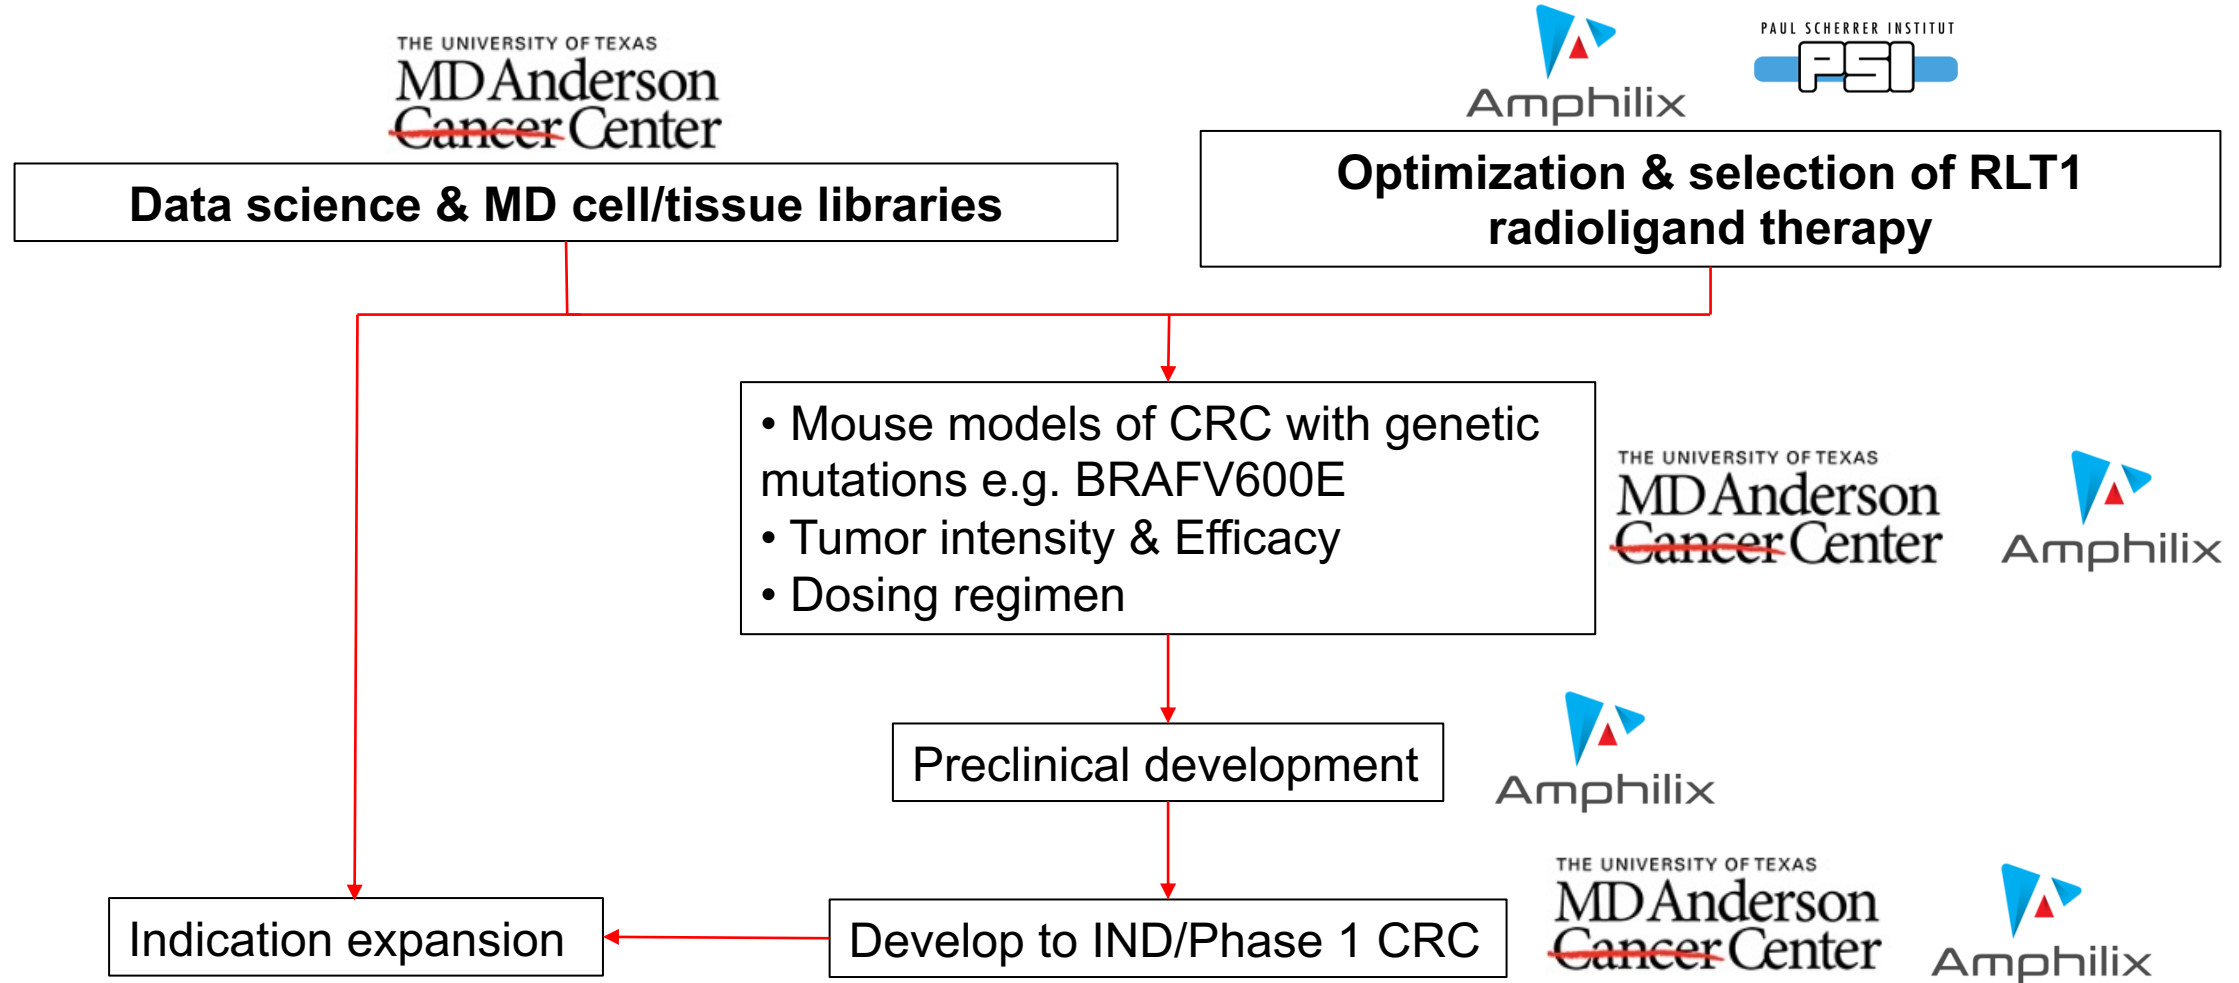 THE UNIVERSITY OF TEXAS
MD Anderson
Cancer Center
Data science & MD cell/tissue libraries
Amphilix
PAUL SCHERRER INSTITUT
PSI
Optimization & selection of RLT1
radioligand therapy
• Mouse models of CRC with genetic
mutations e.g. BRAFV600E
• Tumor intensity & Efficacy
• Dosing regimen
THE UNIVERSITY OF TEXAS
MD Anderson
Cancer Center
Amphilix
Preclinical development
Amphilix
Indication expansion
Develop to IND/Phase 1 CRC
THE UNIVERSITY OF TEXAS
MD Anderson
Cancer Center
Amphilix